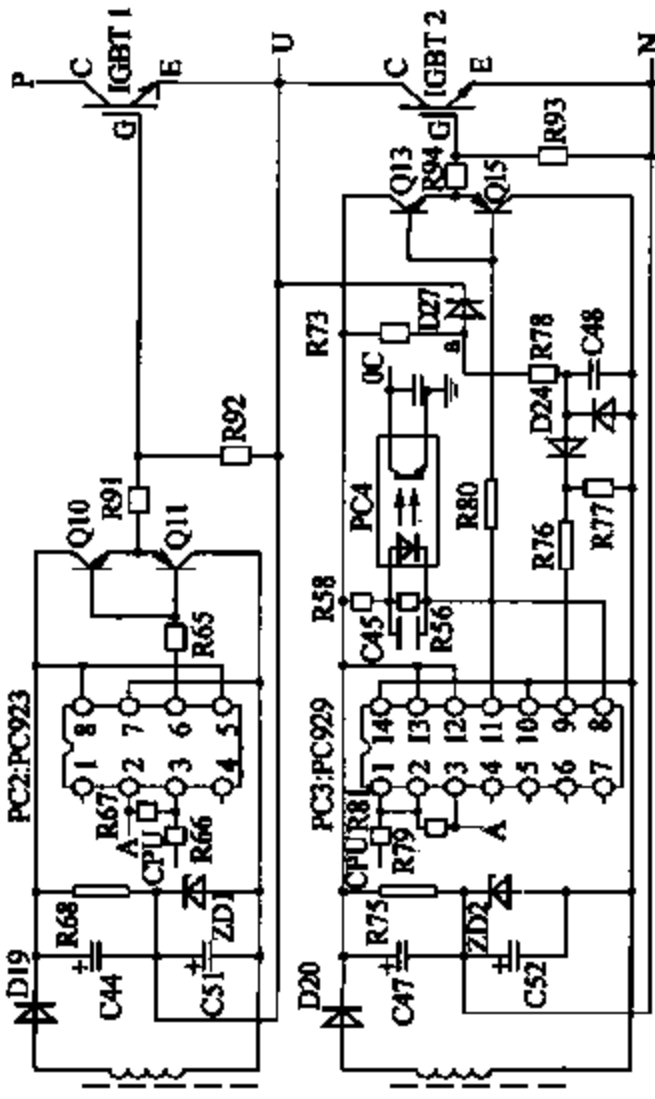 P
C
IGBT 1
E
G
U
C
IGBT 2
E
G
N
R93
R94
Q13
Q15
R92
R91
Q10
Q11
R65
PC2:PC923
8
7
6
5
1
2
3
4
R67
A
CPU
R66
R68
ZD1
D19
+
C44
+
C51
R73
D27
B
0C
PC4
R58
C45
R56
R80
D24
R78
C48
R76
R77
PC3:PC929
14
13
12
11
10
9
8
1
2
3
4
5
6
7
CPU
R81
R79
A
R75
ZD2
D20
+
C47
+
C52